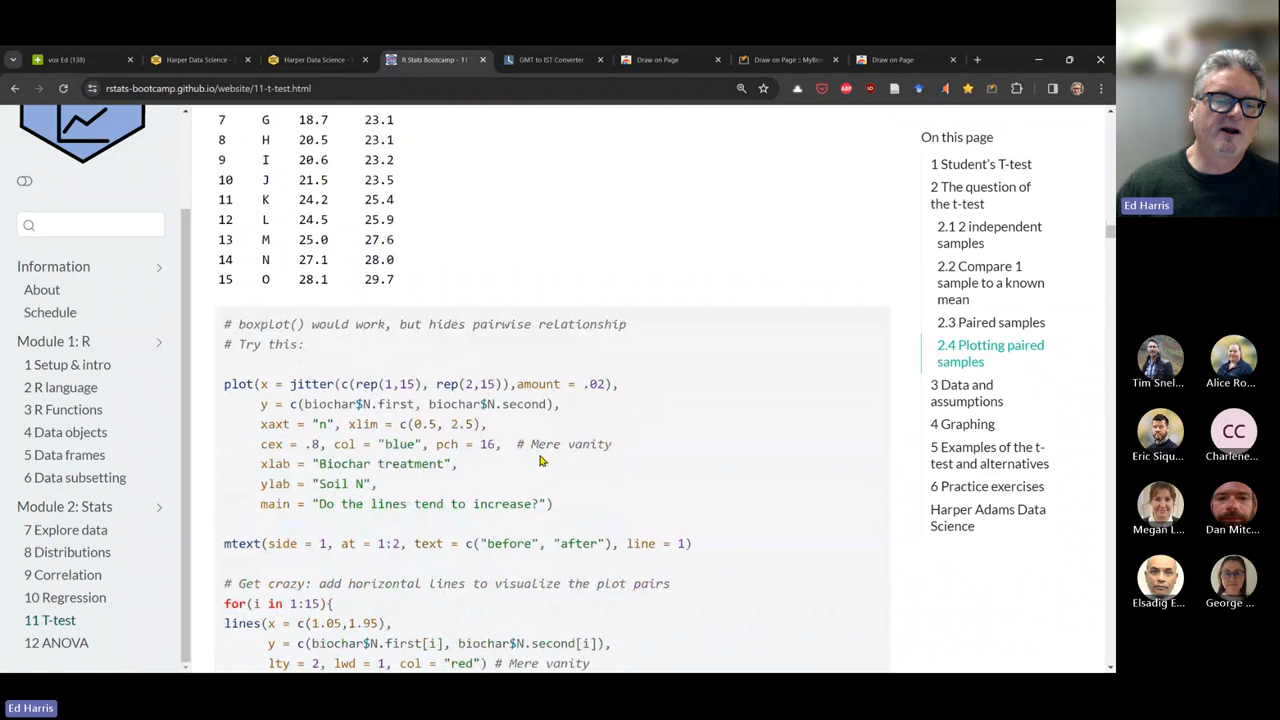 vox Ed (138)
Harper Data Science -
Harper Data Science -
R Stats Bootcamp - 11
GMT to IST Converter
Draw on Page
Draw on Page :: MyBro
Draw on Page
rstats-bootcamp.github.io/website/11-t-test.html
Information
About
Schedule
Module 1: R
1 Setup & intro
2 R language
3 R Functions
4 Data objects
5 Data frames
6 Data subsetting
Module 2: Stats
7 Explore data
8 Distributions
9 Correlation
10 Regression
11 T-test
12 ANOVA
7 G 18.7 23.1
8 H 20.5 23.1
9 I 20.6 23.2
10 J 21.5 23.5
11 K 24.2 25.4
12 L 24.5 25.9
13 M 25.0 27.6
14 N 27.1 28.0
15 O 28.1 29.7
# boxplot() would work, but hides pairwise relationship
# Try this:
plot(x = jitter(c(rep(1,15), rep(2,15)),amount = .02),
y = c(biochar$N.first, biochar$N.second),
xaxt = "n", xlim = c(0.5, 2.5),
cex = .8, col = "blue", pch = 16, # Mere vanity
xlab = "Biochar treatment",
ylab = "Soil N",
main = "Do the lines tend to increase?")
mtext(side = 1, at = 1:2, text = c("before", "after"), line = 1)
# Get crazy: add horizontal lines to visualize the plot pairs
for(i in 1:15){
lines(x = c(1.05,1.95),
y = c(biochar$N.first[i], biochar$N.second[i]),
lty = 2, lwd = 1, col = "red") # Mere vanity
On this page
1 Student's T-test
2 The question of
the t-test
2.1 2 independent
samples
2.2 Compare 1
sample to a known
mean
2.3 Paired samples
2.4 Plotting paired
samples
3 Data and
assumptions
4 Graphing
5 Examples of the t-
test and alternatives
6 Practice exercises
Harper Adams Data
Science
Ed Harris
Tim Snel...
Alice Ro...
Eric Siqu...
CC
Charlene...
Megan L...
Dan Mitc...
Elsadig E...
George ...
Ed Harris